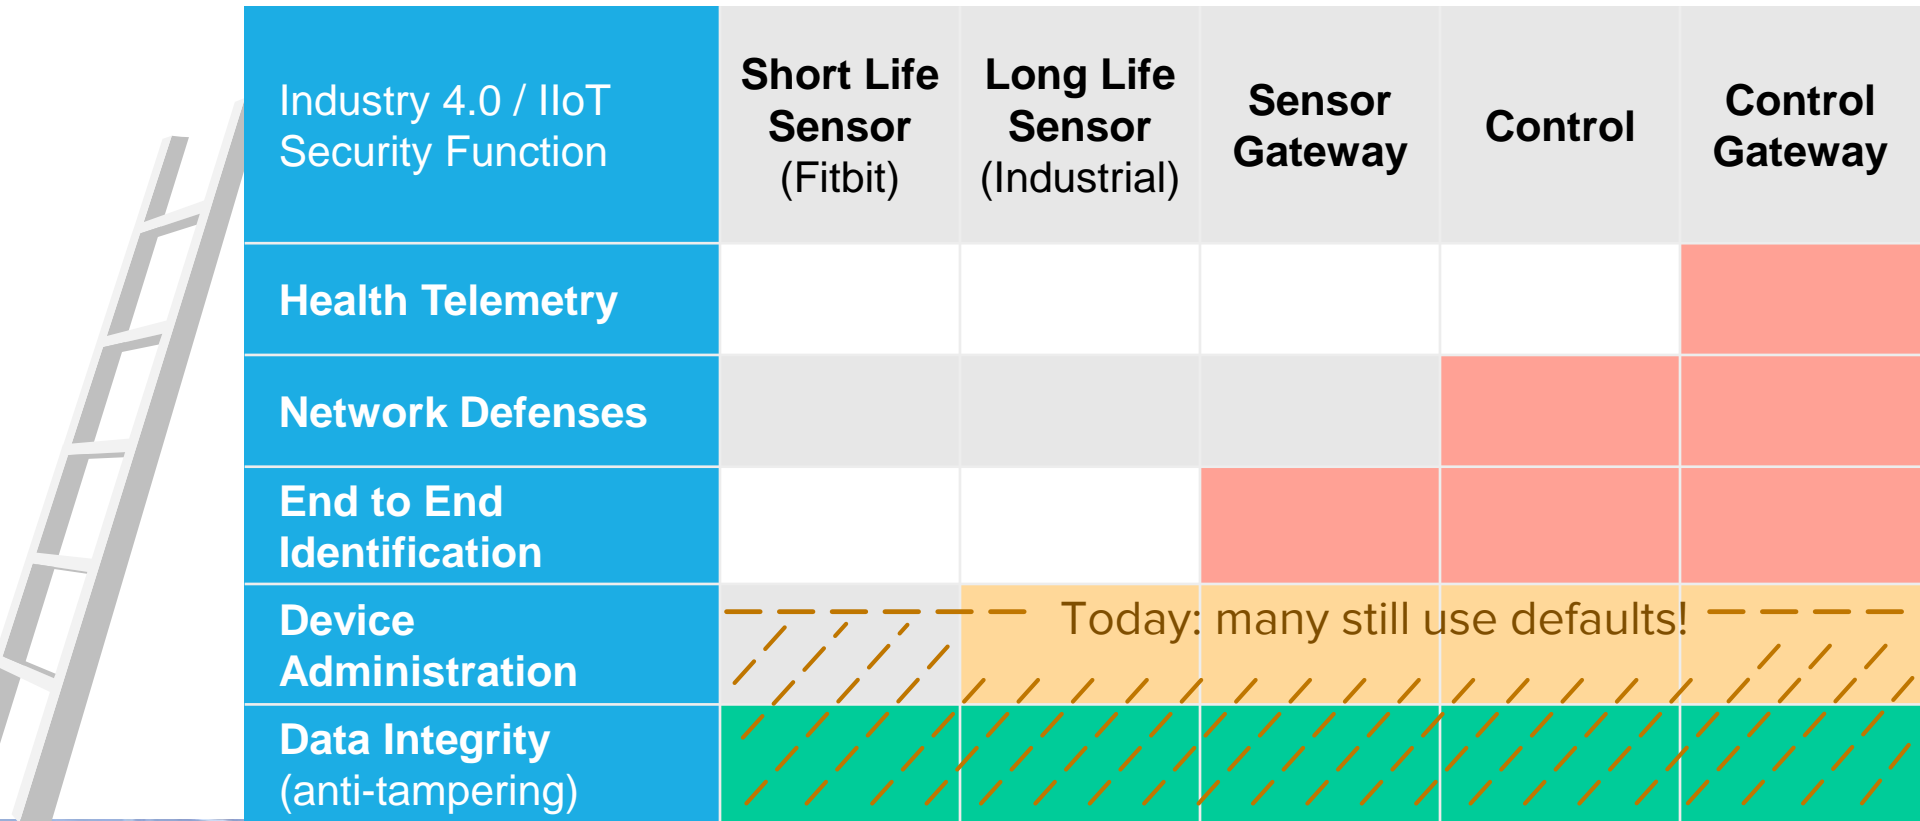 Industry 4.0 / IIoT
Security Function
Short Life
Sensor
(Fitbit)
Long Life
Sensor
(Industrial)
Sensor
Gateway
Control
Control
Gateway
Health Telemetry
Network Defenses
End to End
Identification
Device
Administration
Today: many still use defaults!
Data Integrity
(anti-tampering)